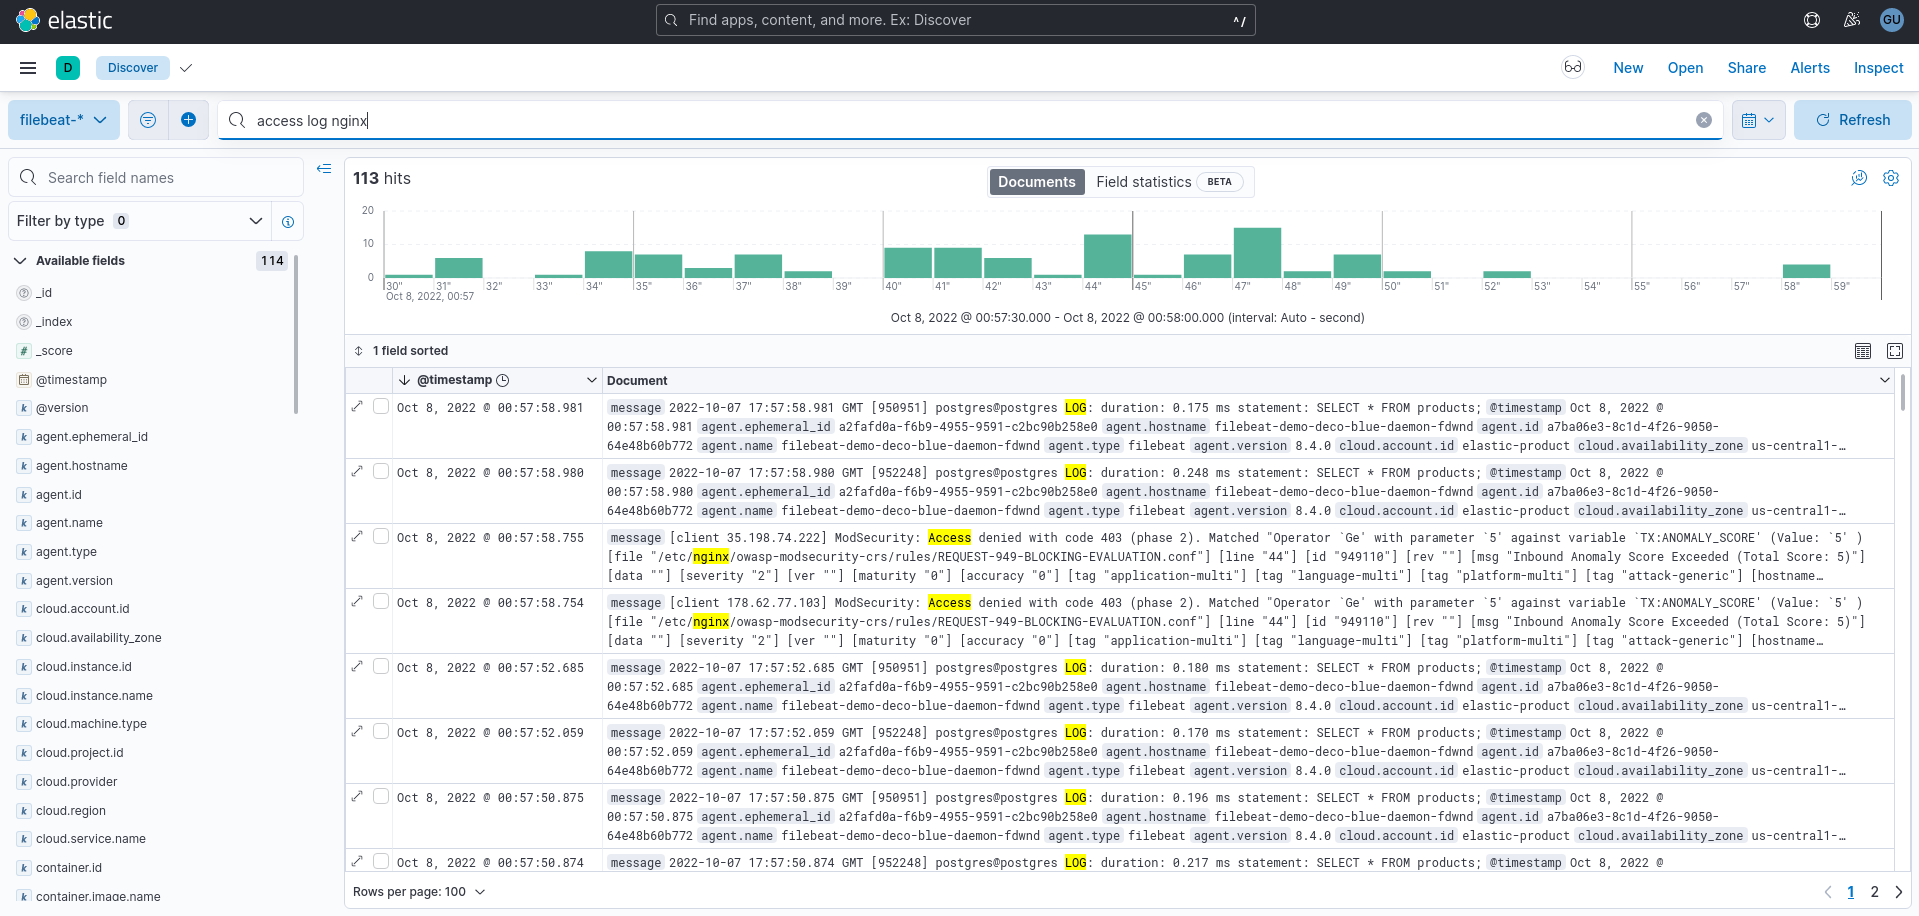 elastic
Find apps, content, and more. Ex: Discover ^/
GU
D Discover New Open Share Alerts Inspect
filebeat-* access log nginx Refresh
Search field names
Filter by type 0
Available fields 114
_id
_index
_score
@timestamp
@version
agent.ephemeral_id
agent.hostname
agent.id
agent.name
agent.type
agent.version
cloud.account.id
cloud.availability_zone
cloud.instance.id
cloud.instance.name
cloud.machine.type
cloud.project.id
cloud.provider
cloud.region
cloud.service.name
container.id
container.image.name
113 hits
Documents Field statistics BETA
20
10
0
30" 31" 32" 33" 34" 35" 36" 37" 38" 39" 40" 41" 42" 43" 44" 45" 46" 47" 48" 49" 50" 51" 52" 53" 54" 55" 56" 57" 58" 59"
Oct 8, 2022, 00:57
Oct 8, 2022 @ 00:57:30.000 - Oct 8, 2022 @ 00:58:00.000 (interval: Auto - second)
1 field sorted
@timestamp Document
Oct 8, 2022 @ 00:57:58.981 message 2022-10-07 17:57:58.981 GMT [950951] postgres@postgres LOG: duration: 0.175 ms statement: SELECT * FROM products; @timestamp Oct 8, 2022 @
00:57:58.981 agent.ephemeral_id a2fafd0a-f6b9-4955-9591-c2bc90b258e0 agent.hostname filebeat-demo-deco-blue-daemon-fdwnd agent.id a7ba06e3-8c1d-4f26-9050-
64e48b60b772 agent.name filebeat-demo-deco-blue-daemon-fdwnd agent.type filebeat agent.version 8.4.0 cloud.account.id elastic-product cloud.availability_zone us-central1-…
Oct 8, 2022 @ 00:57:58.980 message 2022-10-07 17:57:58.980 GMT [952248] postgres@postgres LOG: duration: 0.248 ms statement: SELECT * FROM products; @timestamp Oct 8, 2022 @
00:57:58.980 agent.ephemeral_id a2fafd0a-f6b9-4955-9591-c2bc90b258e0 agent.hostname filebeat-demo-deco-blue-daemon-fdwnd agent.id a7ba06e3-8c1d-4f26-9050-
64e48b60b772 agent.name filebeat-demo-deco-blue-daemon-fdwnd agent.type filebeat agent.version 8.4.0 cloud.account.id elastic-product cloud.availability_zone us-central1-…
Oct 8, 2022 @ 00:57:58.755 message [client 35.198.74.222] ModSecurity: Access denied with code 403 (phase 2). Matched "Operator `Ge' with parameter `5' against variable `TX:ANOMALY_SCORE' (Value: `5' )
[file "/etc/nginx/owasp-modsecurity-crs/rules/REQUEST-949-BLOCKING-EVALUATION.conf"] [line "44"] [id "949110"] [rev ""] [msg "Inbound Anomaly Score Exceeded (Total Score: 5)"]
[data ""] [severity "2"] [ver ""] [maturity "0"] [accuracy "0"] [tag "application-multi"] [tag "language-multi"] [tag "platform-multi"] [tag "attack-generic"] [hostname…
Oct 8, 2022 @ 00:57:58.754 message [client 178.62.77.103] ModSecurity: Access denied with code 403 (phase 2). Matched "Operator `Ge' with parameter `5' against variable `TX:ANOMALY_SCORE' (Value: `5' )
[file "/etc/nginx/owasp-modsecurity-crs/rules/REQUEST-949-BLOCKING-EVALUATION.conf"] [line "44"] [id "949110"] [rev ""] [msg "Inbound Anomaly Score Exceeded (Total Score: 5)"]
[data ""] [severity "2"] [ver ""] [maturity "0"] [accuracy "0"] [tag "application-multi"] [tag "language-multi"] [tag "platform-multi"] [tag "attack-generic"] [hostname…
Oct 8, 2022 @ 00:57:52.685 message 2022-10-07 17:57:52.685 GMT [950951] postgres@postgres LOG: duration: 0.180 ms statement: SELECT * FROM products; @timestamp Oct 8, 2022 @
00:57:52.685 agent.ephemeral_id a2fafd0a-f6b9-4955-9591-c2bc90b258e0 agent.hostname filebeat-demo-deco-blue-daemon-fdwnd agent.id a7ba06e3-8c1d-4f26-9050-
64e48b60b772 agent.name filebeat-demo-deco-blue-daemon-fdwnd agent.type filebeat agent.version 8.4.0 cloud.account.id elastic-product cloud.availability_zone us-central1-…
Oct 8, 2022 @ 00:57:52.059 message 2022-10-07 17:57:52.059 GMT [952248] postgres@postgres LOG: duration: 0.170 ms statement: SELECT * FROM products; @timestamp Oct 8, 2022 @
00:57:52.059 agent.ephemeral_id a2fafd0a-f6b9-4955-9591-c2bc90b258e0 agent.hostname filebeat-demo-deco-blue-daemon-fdwnd agent.id a7ba06e3-8c1d-4f26-9050-
64e48b60b772 agent.name filebeat-demo-deco-blue-daemon-fdwnd agent.type filebeat agent.version 8.4.0 cloud.account.id elastic-product cloud.availability_zone us-central1-…
Oct 8, 2022 @ 00:57:50.875 message 2022-10-07 17:57:50.875 GMT [950951] postgres@postgres LOG: duration: 0.196 ms statement: SELECT * FROM products; @timestamp Oct 8, 2022 @
00:57:50.875 agent.ephemeral_id a2fafd0a-f6b9-4955-9591-c2bc90b258e0 agent.hostname filebeat-demo-deco-blue-daemon-fdwnd agent.id a7ba06e3-8c1d-4f26-9050-
64e48b60b772 agent.name filebeat-demo-deco-blue-daemon-fdwnd agent.type filebeat agent.version 8.4.0 cloud.account.id elastic-product cloud.availability_zone us-central1-…
Oct 8, 2022 @ 00:57:50.874 message 2022-10-07 17:57:50.874 GMT [952248] postgres@postgres LOG: duration: 0.217 ms statement: SELECT * FROM products; @timestamp Oct 8, 2022 @
Rows per page: 100 1 2